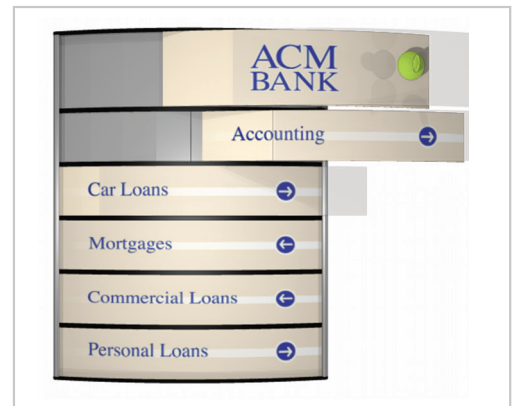 ACM
BANK
Accounting
Car Loans
Mortgages
Commercial Loans
Personal Loans